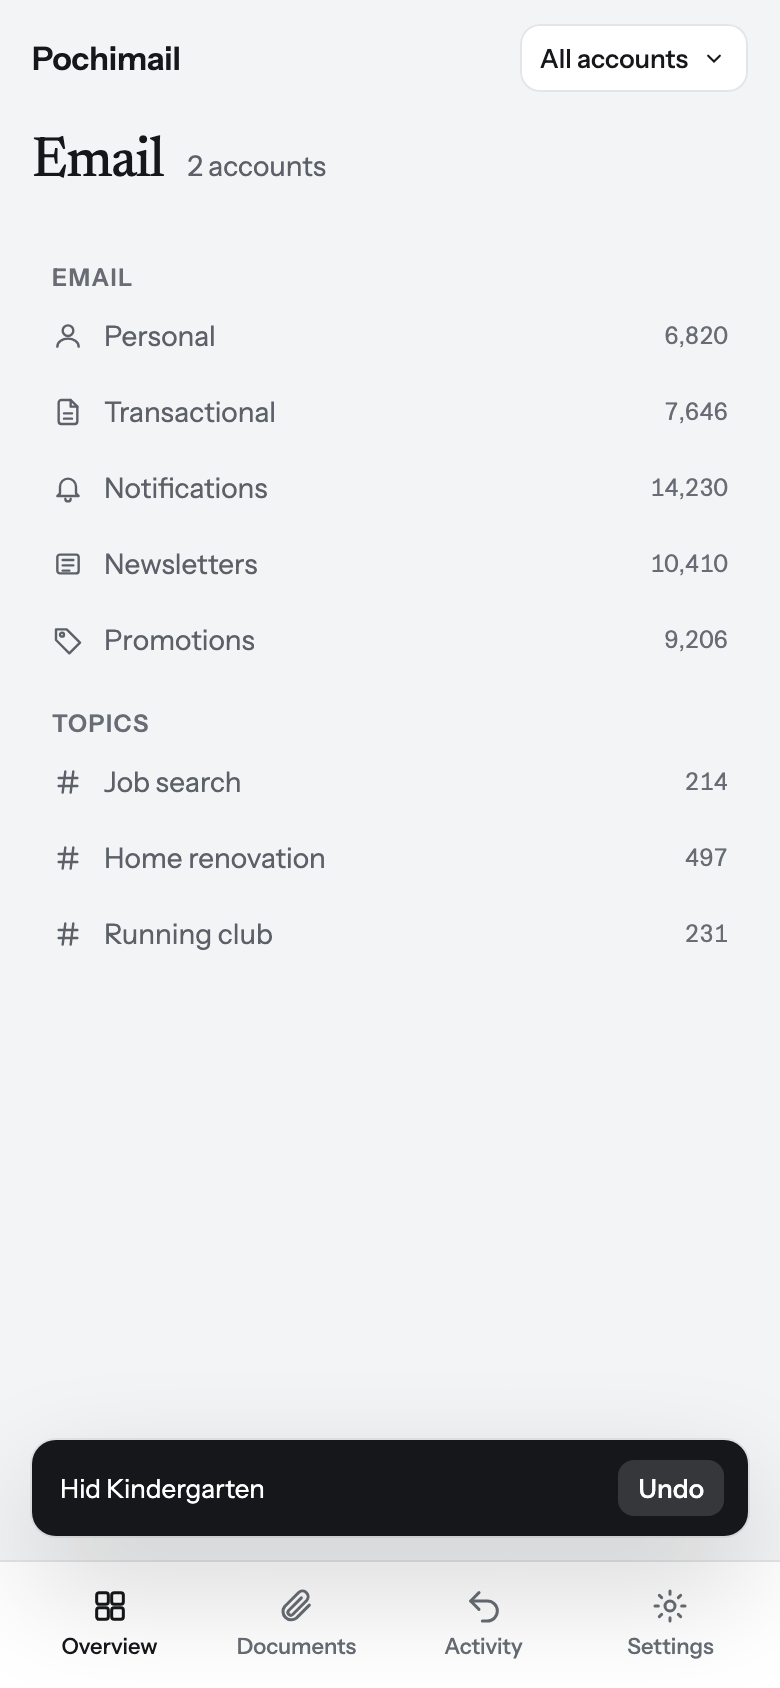 Pochimail
All accounts
Email 2 accounts
EMAIL
Personal 6,820
Transactional 7,646
Notifications 14,230
Newsletters 10,410
Promotions 9,206
TOPICS
# Job search 214
# Home renovation 497
# Running club 231
Hid Kindergarten Undo
Overview Documents Activity Settings